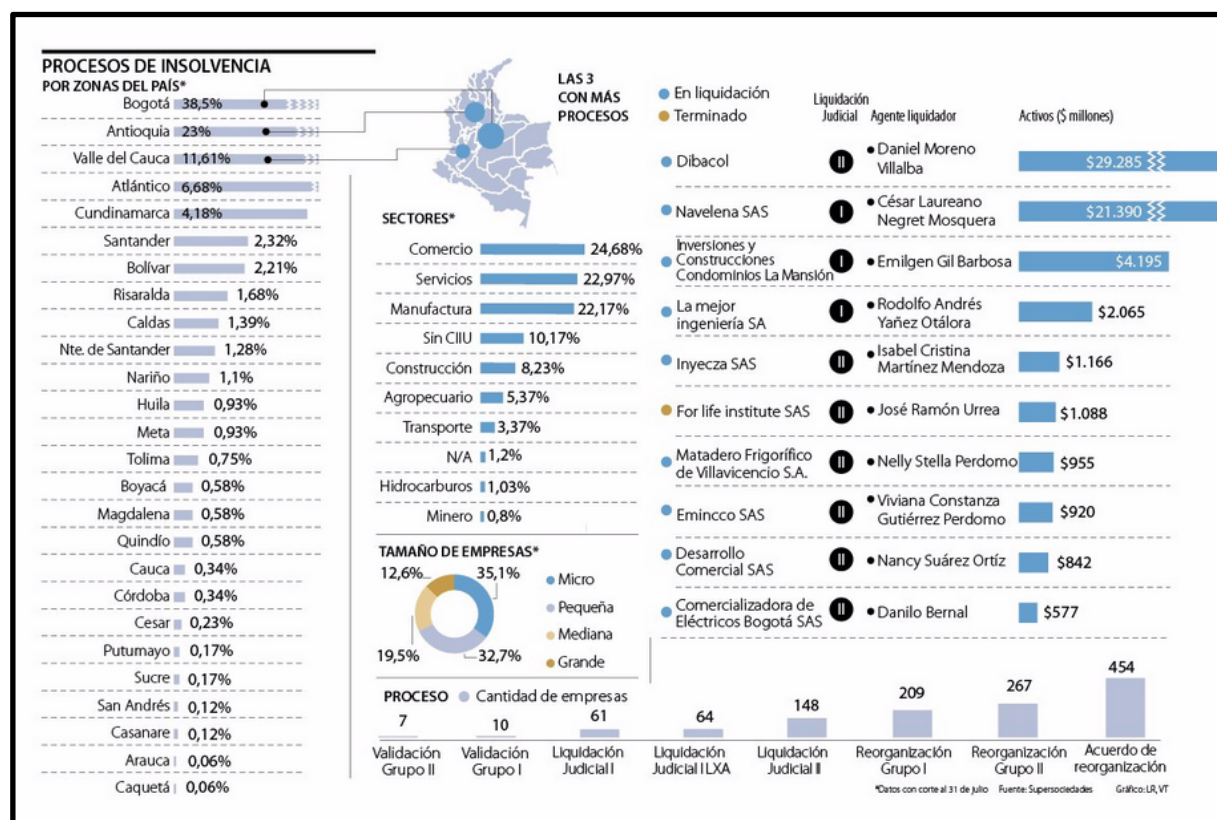 PROCESOS DE INSOLVENCIA
POR ZONAS DEL PAÍS*
Bogotá 38,5%
Antioquia 23%
Valle del Cauca 11,61%
Atlántico 6,68%
Cundinamarca 4,18%
Santander 2,32%
Bolívar 2,21%
Risaralda 1,68%
Caldas 1,39%
Nte. de Santander 1,28%
Nariño 1,1%
Huila 0,93%
Meta 0,93%
Tolima 0,75%
Boyacá 0,58%
Magdalena 0,58%
Quindío 0,58%
Cauca 0,34%
Córdoba 0,34%
Cesar 0,23%
Putumayo 0,17%
Sucre 0,17%
San Andrés 0,12%
Casanare 0,12%
Arauca 0,06%
Caquetá 0,06%
LAS 3
CON MÁS
PROCESOS
SECTORES*
Comercio 24,68%
Servicios 22,97%
Manufactura 22,17%
Sin CIIU 10,17%
Construcción 8,23%
Agropecuario 5,37%
Transporte 3,37%
N/A 1,2%
Hidrocarburos 1,03%
Minero 0,8%
TAMAÑO DE EMPRESAS*
12,6% 35,1%
19,5% 32,7%
Micro
Pequeña
Mediana
Grande
En liquidación
Terminado
Liquidación
Judicial
Agente liquidador
Activos ($ millones)
Dibacol II Daniel Moreno
Villalba
$29.285
Navelena SAS I César Laureano
Negret Mosquera
$21.390
Inversiones y
Construcciones
Condominios La Mansión
I Emilgen Gil Barbosa $4.195
La mejor
ingeniería SA
I Rodolfo Andrés
Yañez Otálora
$2.065
Inyecza SAS II Isabel Cristina
Martínez Mendoza
$1.166
For life institute SAS II José Ramón Urrea $1.088
Matadero Frigorífico
de Villavicencio S.A.
II Nelly Stella Perdomo $955
Emincco SAS II Viviana Constanza
Gutiérrez Perdomo
$920
Desarrollo
Comercial SAS
II Nancy Suárez Ortíz $842
Comercializadora de
Eléctricos Bogotá SAS
II Danilo Bernal $577
PROCESO Cantidad de empresas
7 10 61 64 148 209 267 454
Validación
Grupo II
Validación
Grupo I
Liquidación
Judicial I
Liquidación
Judicial I LXA
Liquidación
Judicial II
Reorganización
Grupo I
Reorganización
Grupo II
Acuerdo de
reorganización
*Datos con corte al 31 de julio Fuente: Supersociedades Gráfico: LR, VT